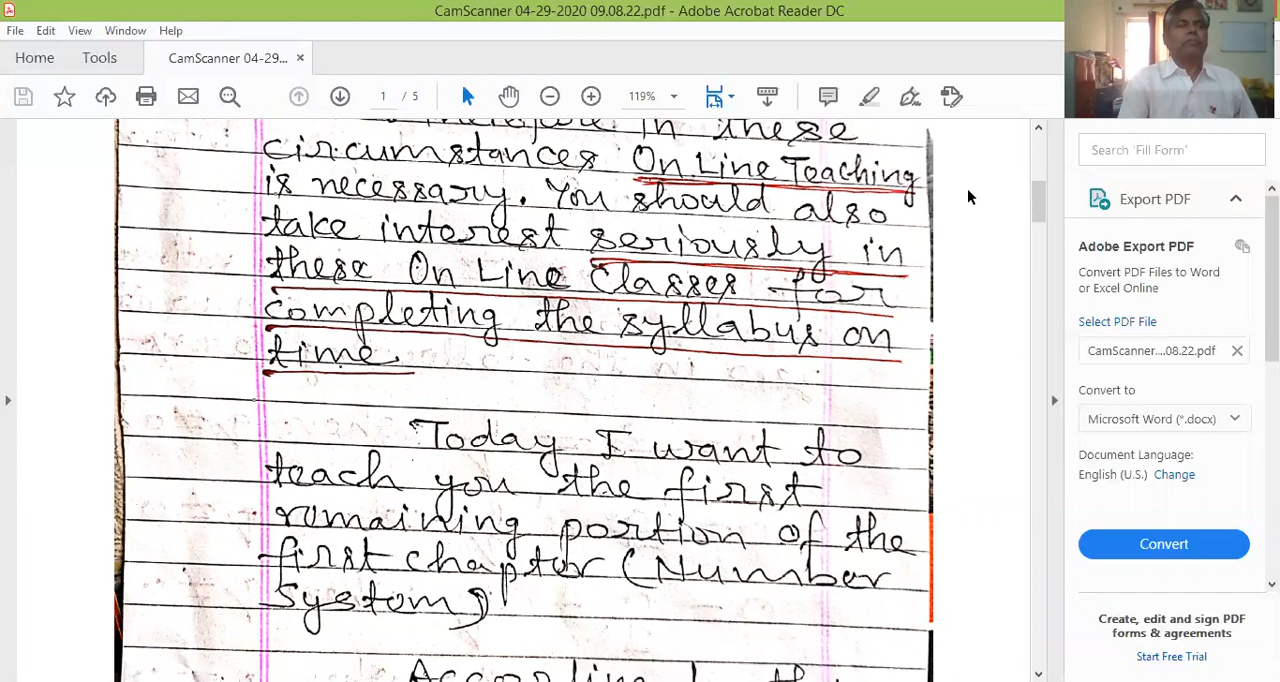 CamScanner 04-29-2020 09.08.22.pdf - Adobe Acrobat Reader DC
File Edit View Window Help
Home Tools CamScanner 04-29... ×
1 / 5 119%
Search 'Fill Form'
Export PDF
Adobe Export PDF
Convert PDF Files to Word
or Excel Online
Select PDF File
CamScanner....08.22.pdf
Convert to
Microsoft Word (*.docx)
Document Language:
English (U.S.) Change
Convert
Create, edit and sign PDF
forms & agreements
Start Free Trial
Therefore in these
circumstances On Line Teaching
is necessary. You should also
take interest seriously in
these On Line Classes for
completing the syllabus on
time.
Today I want to
teach you the first
remaining portion of the
first chapter (Number
System)